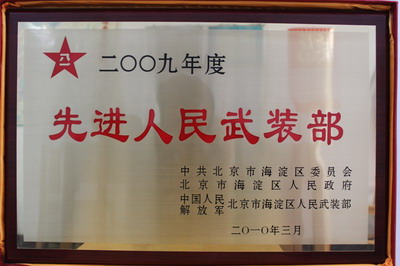 八一
二〇〇九年度
先进人民武装部
中共北京市海淀区委员会
北京市海淀区人民政府
中国人民
解放军 北京市海淀区人民武装部
二〇一〇年三月